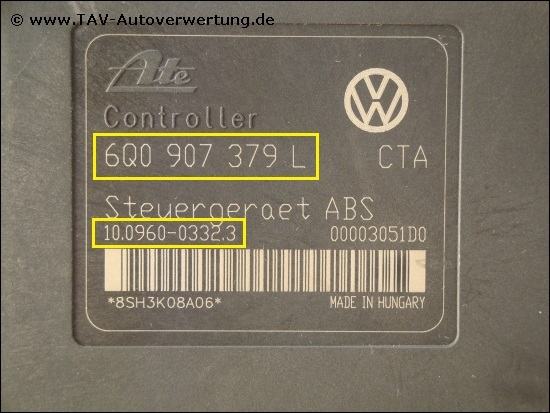 © www.TAV-Autoverwertung.de
Ate
VW
Controller
6Q0 907 379 L CTA
Steuergeraet ABS
10.0960-0332.3 00003051D0
*8SH3K08A06* MADE IN HUNGARY